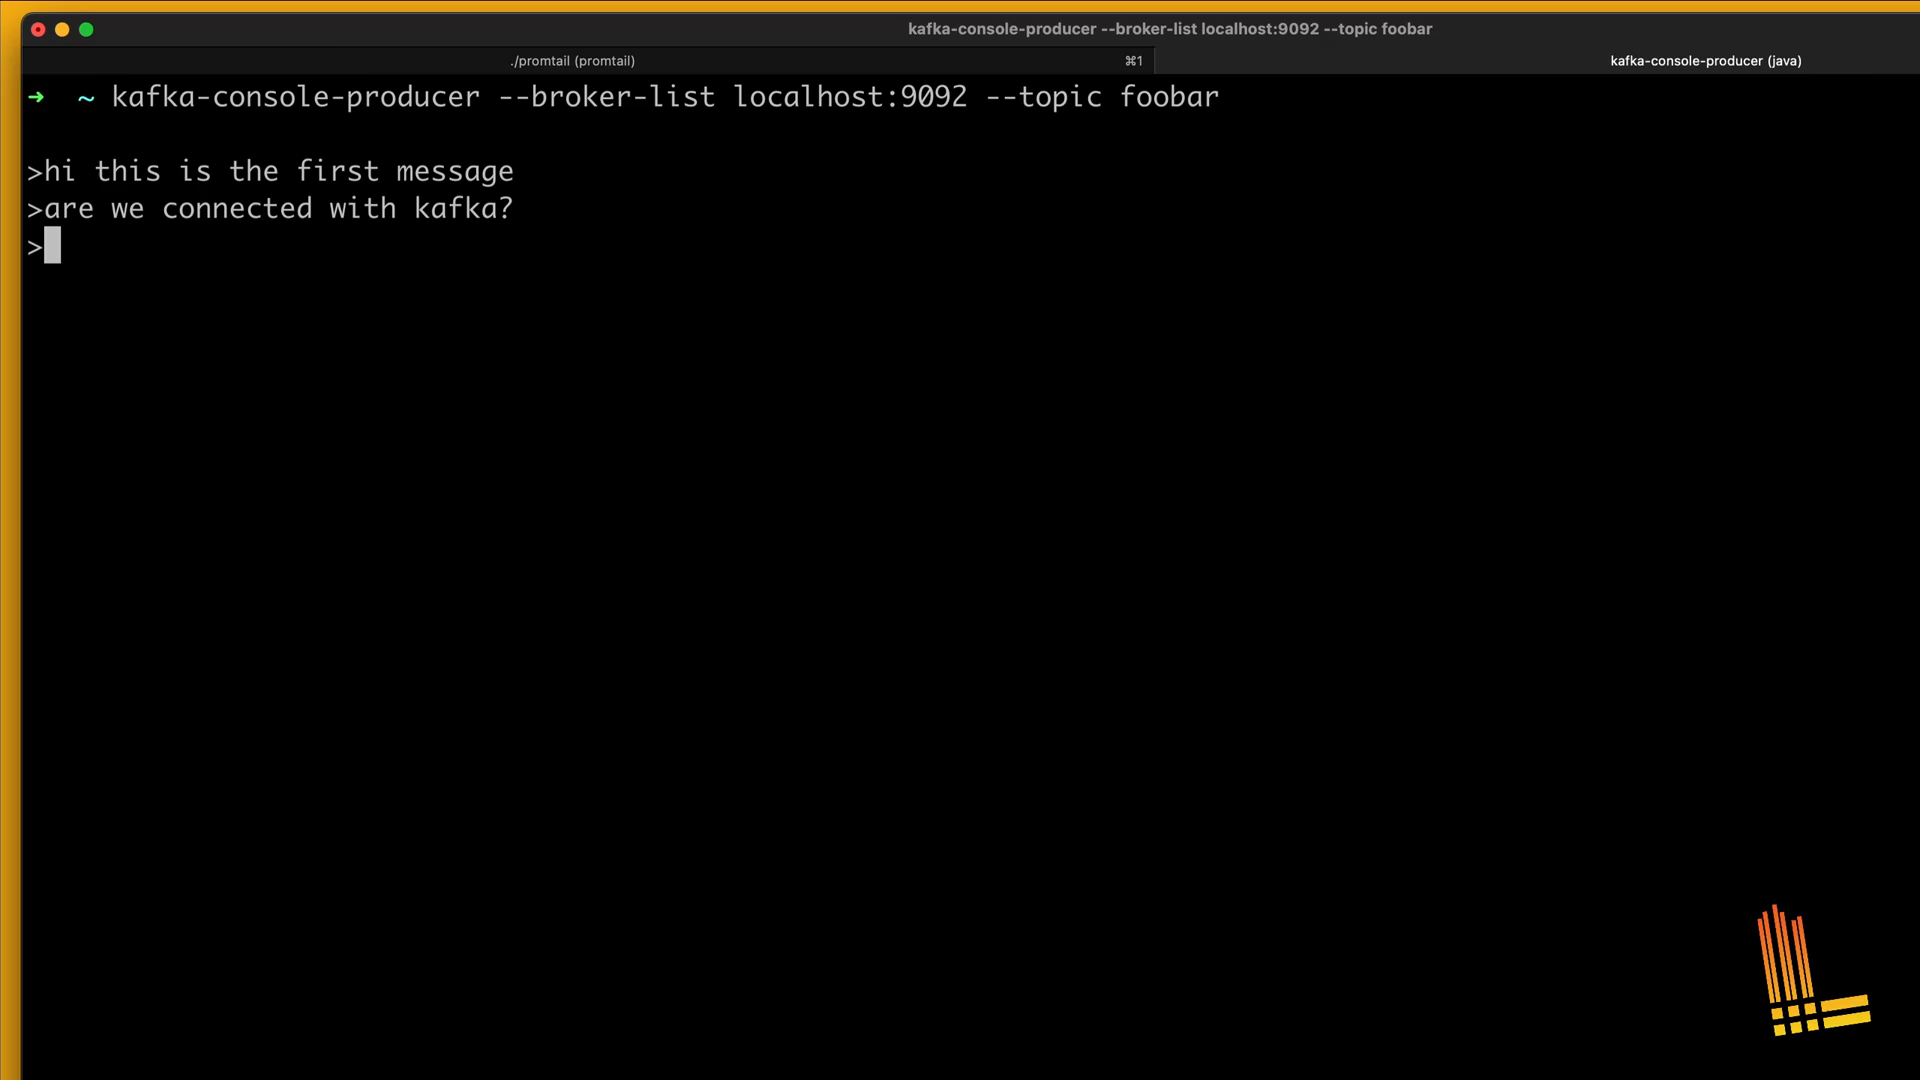 kafka-console-producer --broker-list localhost:9092 --topic foobar
./promtail (promtail) ⌘1 kafka-console-producer (java)
➜ ~ kafka-console-producer --broker-list localhost:9092 --topic foobar
>hi this is the first message
>are we connected with kafka?
>